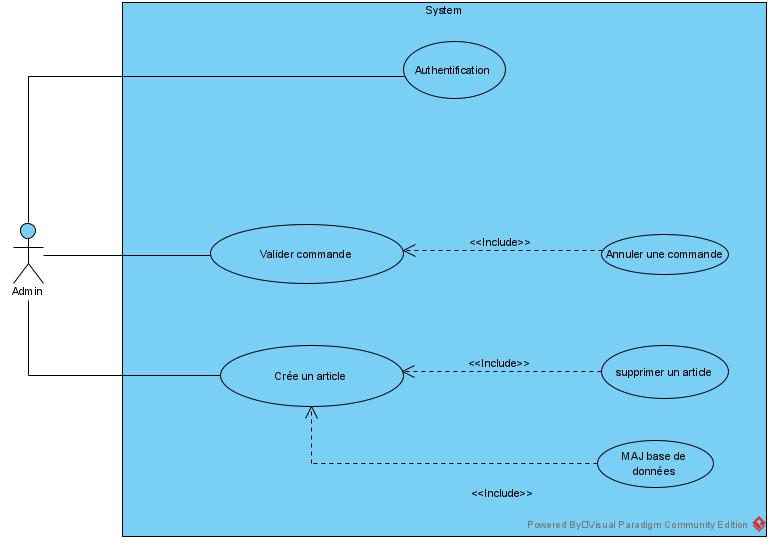 System
Authentification
Valider commande
<<Include>>
Annuler une commande
Admin
Crée un article
<<Include>>
supprimer un article
MAJ base de
données
<<Include>>
Powered By□Visual Paradigm Community Edition